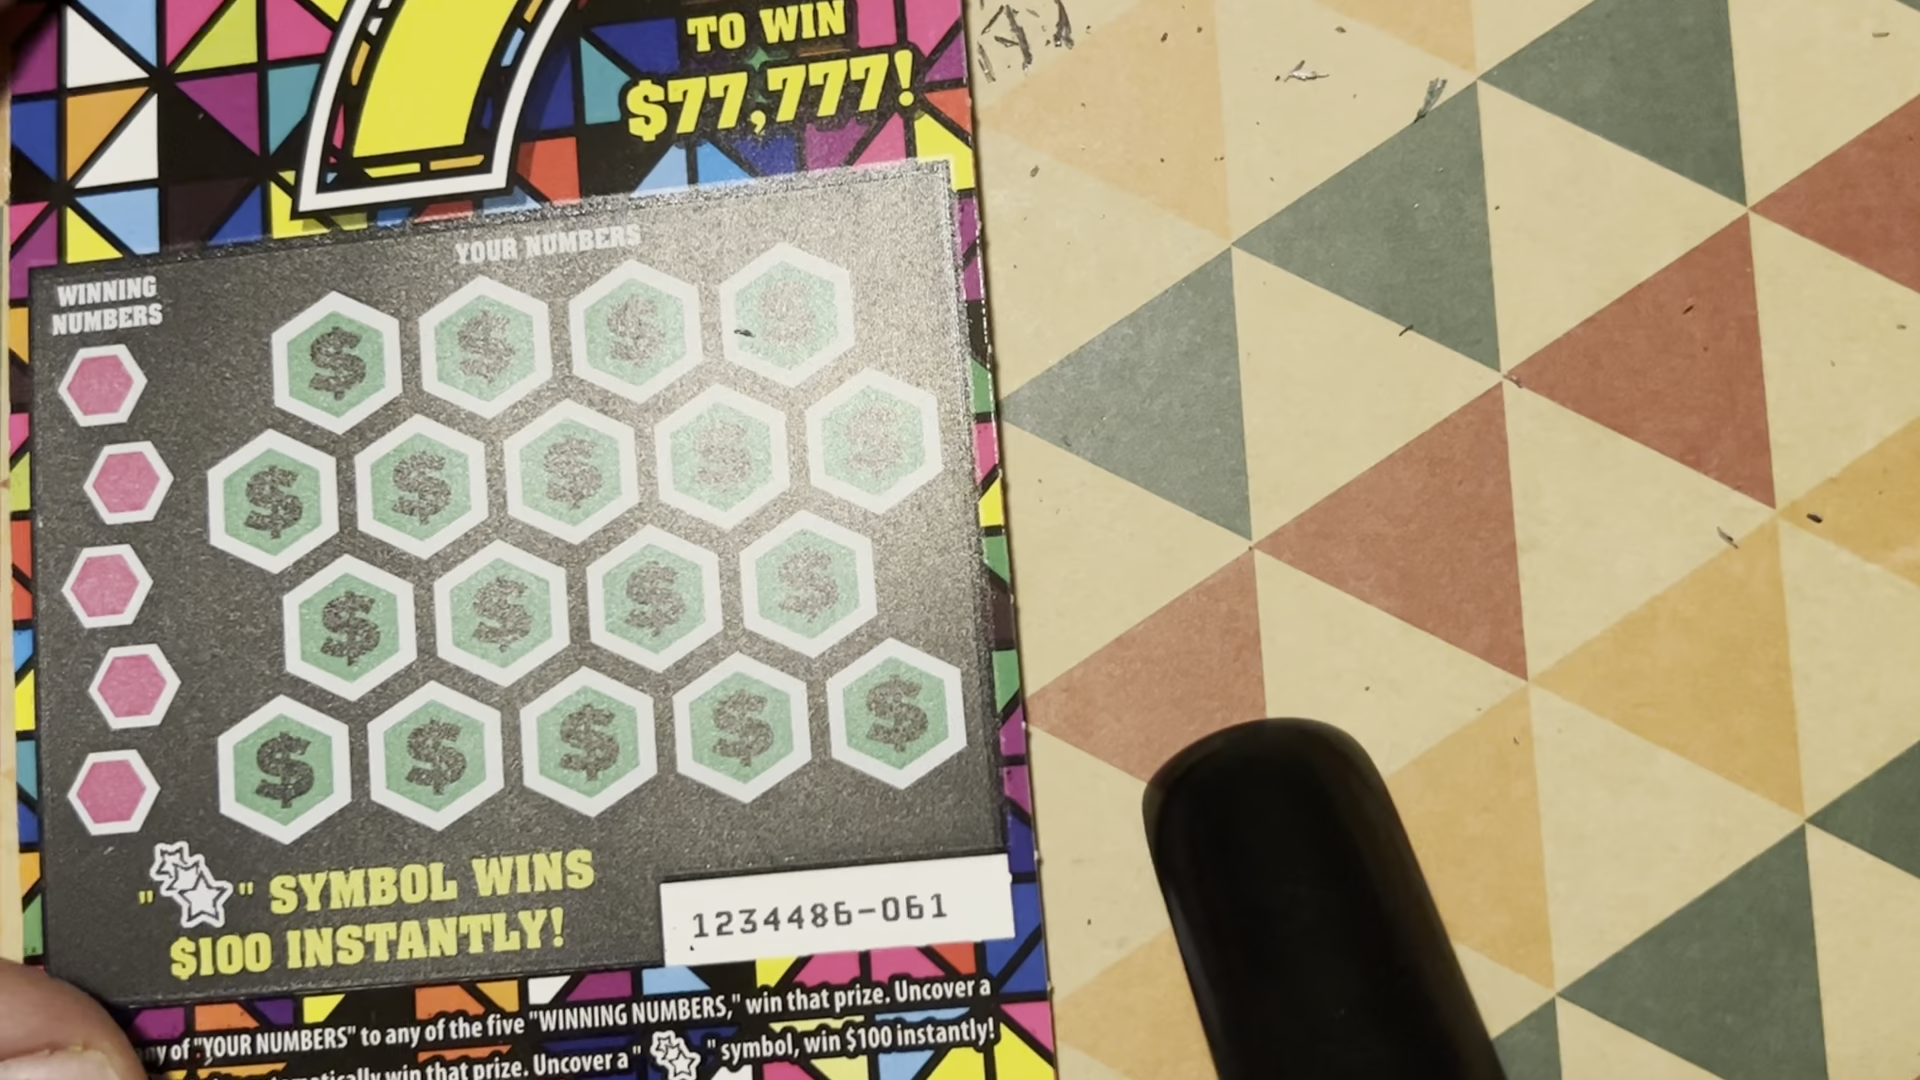 7
TO WIN
$77,777!
YOUR NUMBERS
WINNING
NUMBERS
$ $ $ $
$ $ $ $ $
$ $ $ $
$ $ $ $ $
" " SYMBOL WINS
$100 INSTANTLY!
1234486-061
of "YOUR NUMBERS" to any of the five "WINNING NUMBERS," win that prize. Uncover a
win that prize. Uncover a " " symbol, win $100 instantly!